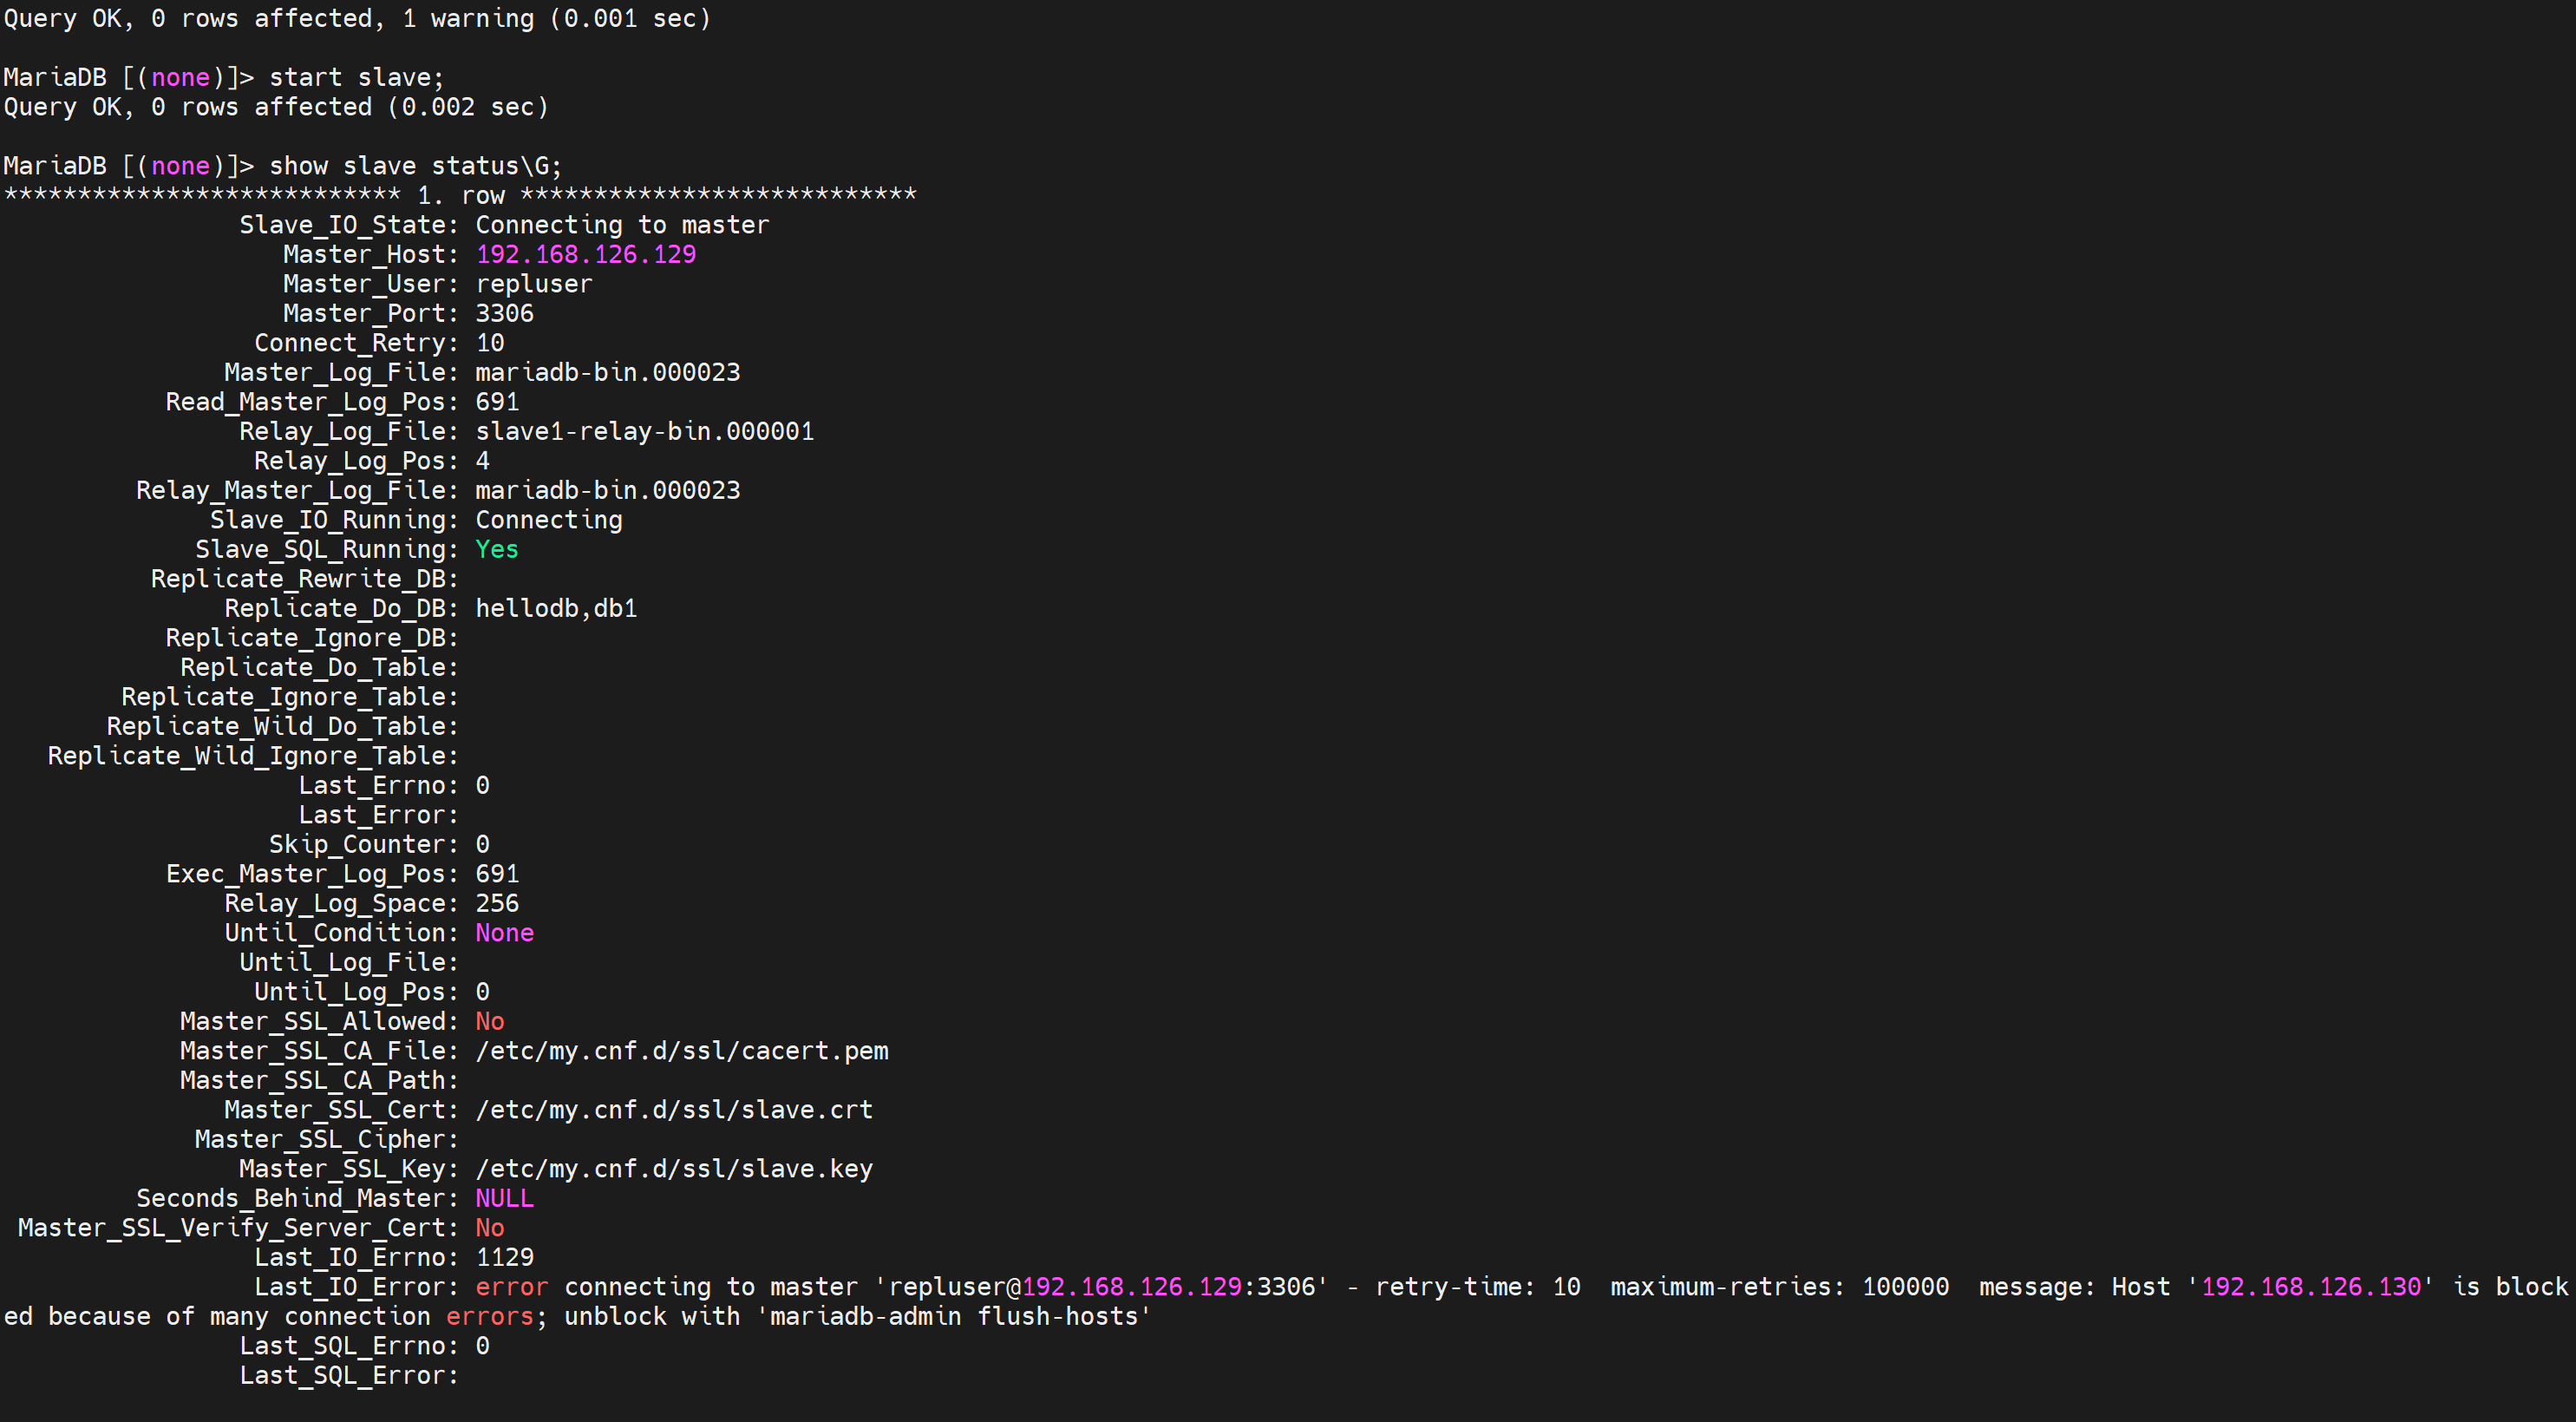 Query OK, 0 rows affected, 1 warning (0.001 sec)
MariaDB [(none)]> start slave;
Query OK, 0 rows affected (0.002 sec)
MariaDB [(none)]> show slave status\G;
*************************** 1. row ***************************
Slave_IO_State: Connecting to master
Master_Host: 192.168.126.129
Master_User: repluser
Master_Port: 3306
Connect_Retry: 10
Master_Log_File: mariadb-bin.000023
Read_Master_Log_Pos: 691
Relay_Log_File: slave1-relay-bin.000001
Relay_Log_Pos: 4
Relay_Master_Log_File: mariadb-bin.000023
Slave_IO_Running: Connecting
Slave_SQL_Running: Yes
Replicate_Rewrite_DB:
Replicate_Do_DB: hellodb,db1
Replicate_Ignore_DB:
Replicate_Do_Table:
Replicate_Ignore_Table:
Replicate_Wild_Do_Table:
Replicate_Wild_Ignore_Table:
Last_Errno: 0
Last_Error:
Skip_Counter: 0
Exec_Master_Log_Pos: 691
Relay_Log_Space: 256
Until_Condition: None
Until_Log_File:
Until_Log_Pos: 0
Master_SSL_Allowed: No
Master_SSL_CA_File: /etc/my.cnf.d/ssl/cacert.pem
Master_SSL_CA_Path:
Master_SSL_Cert: /etc/my.cnf.d/ssl/slave.crt
Master_SSL_Cipher:
Master_SSL_Key: /etc/my.cnf.d/ssl/slave.key
Seconds_Behind_Master: NULL
Master_SSL_Verify_Server_Cert: No
Last_IO_Errno: 1129
Last_IO_Error: error connecting to master 'repluser@192.168.126.129:3306' - retry-time: 10  maximum-retries: 100000  message: Host '192.168.126.130' is block
ed because of many connection errors; unblock with 'mariadb-admin flush-hosts'
Last_SQL_Errno: 0
Last_SQL_Error: